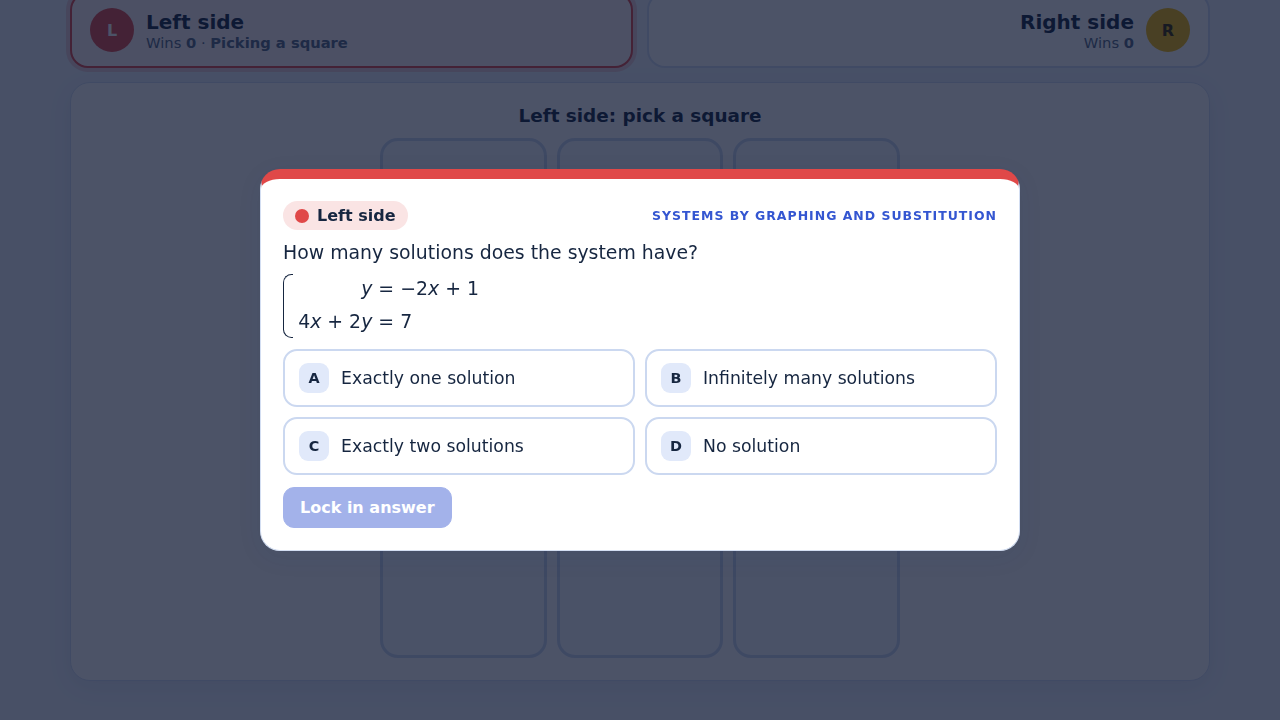 L
Left side
Wins 0 · Picking a square
Right side
Wins 0
R
Left side: pick a square
Left side
SYSTEMS BY GRAPHING AND SUBSTITUTION
How many solutions does the system have?
y = −2x + 1
4x + 2y = 7
A Exactly one solution
B Infinitely many solutions
C Exactly two solutions
D No solution
Lock in answer